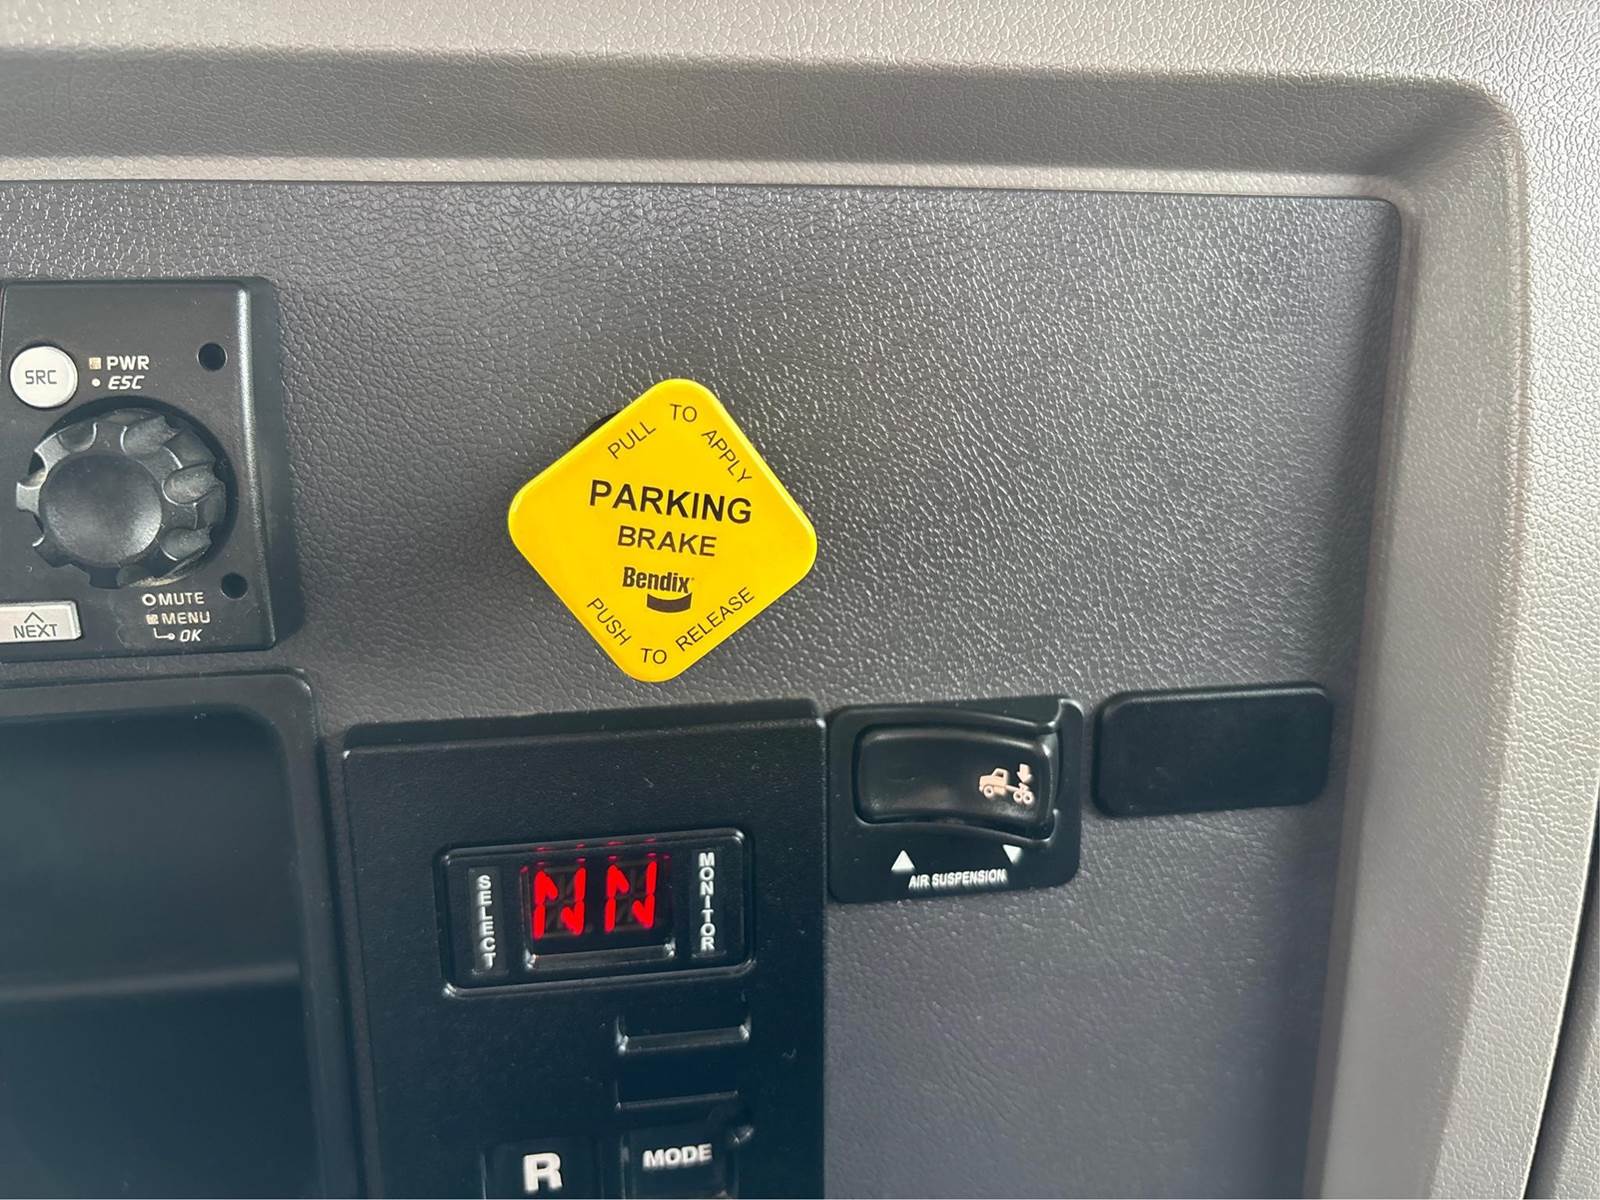 SRC
PWR
ESC
MUTE
MENU
OK
NEXT
PULL TO APPLY
PARKING
BRAKE
Bendix
PUSH TO RELEASE
SELECT
NN
MONITOR
AIR SUSPENSION
R
MODE